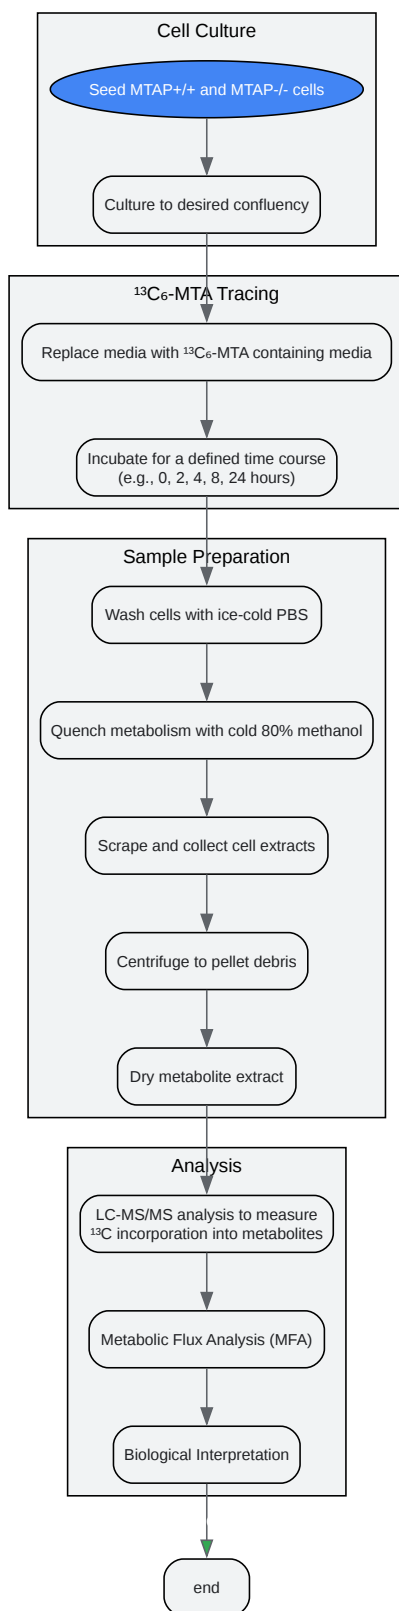 Cell Culture
Seed MTAP+/+ and MTAP-/- cells
Culture to desired confluency
¹³C₆-MTA Tracing
Replace media with ¹³C₆-MTA containing media
Incubate for a defined time course
(e.g., 0, 2, 4, 8, 24 hours)
Sample Preparation
Wash cells with ice-cold PBS
Quench metabolism with cold 80% methanol
Scrape and collect cell extracts
Centrifuge to pellet debris
Dry metabolite extract
Analysis
LC-MS/MS analysis to measure
¹³C incorporation into metabolites
Metabolic Flux Analysis (MFA)
Biological Interpretation
end